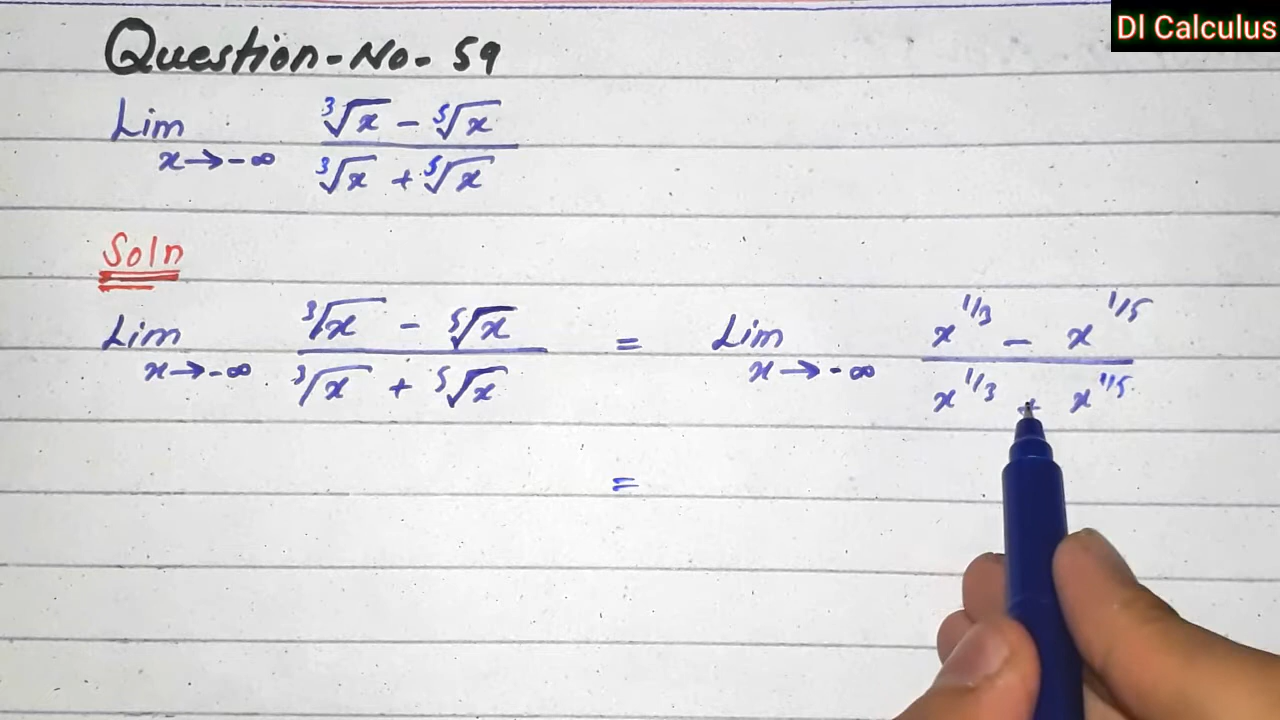 DI Calculus
Question-No-59
Lim x→-∞ (∛x - ⁵√x) / (∛x + ⁵√x)
Soln
Lim x→-∞ (∛x - ⁵√x) / (∛x + ⁵√x) = Lim x→-∞ (x^1/3 - x^1/5) / (x^1/3 + x^1/5)
=